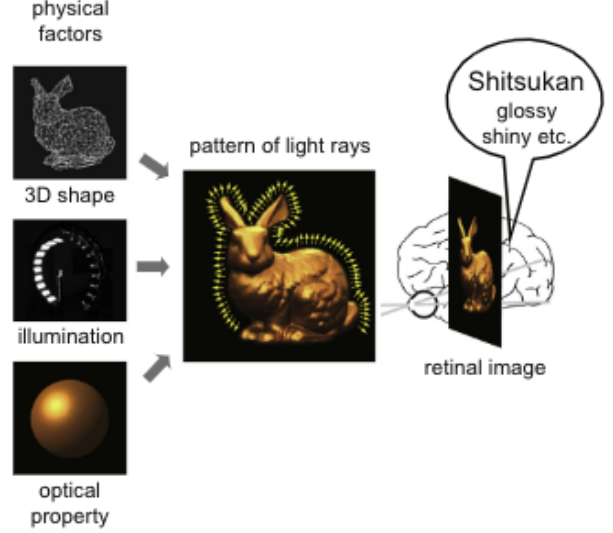 physical
factors
3D shape
illumination
optical
property
pattern of light rays
retinal image
Shitsukan
glossy
shiny etc.